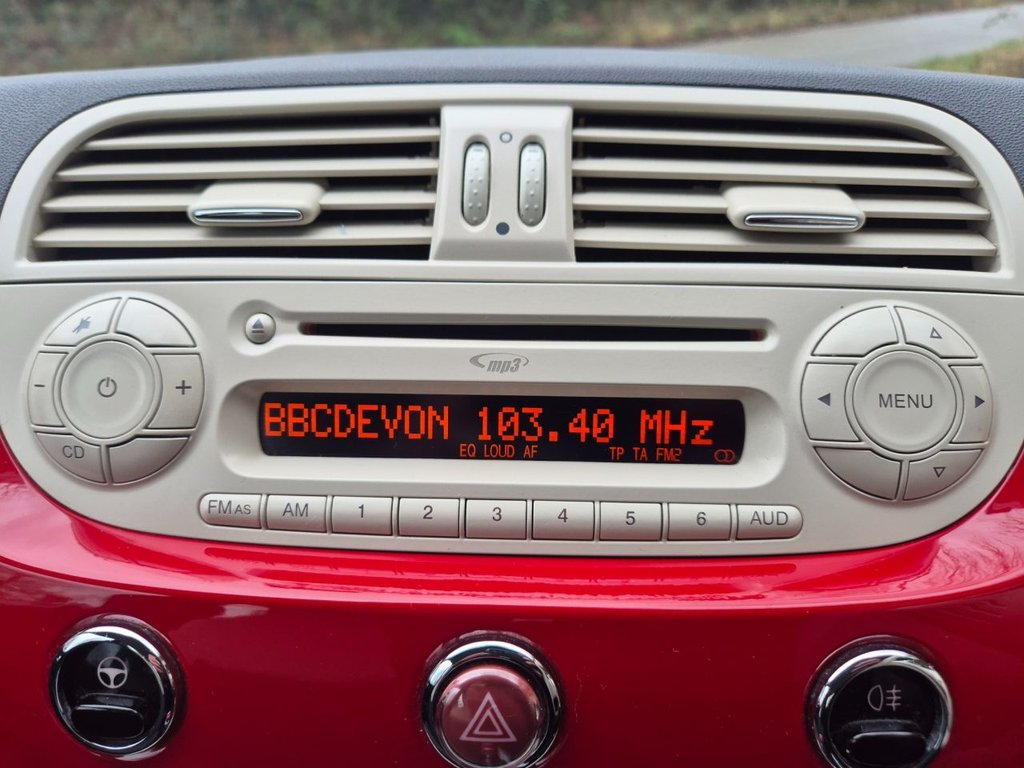 mp3
− +
BBCDEVON 103.40 MHz
EQ LOUD AF TP TA FM2
MENU
CD
FM AS AM 1 2 3 4 5 6 AUD